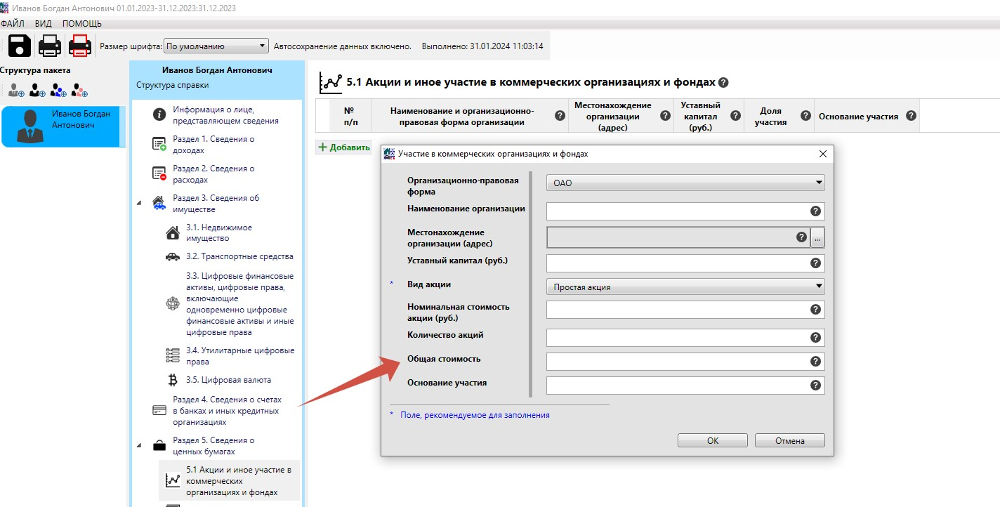 Иванов Богдан Антонович 01.01.2023-31.12.2023:31.12.2023
ФАЙЛ ВИД ПОМОЩЬ
Размер шрифта: По умолчанию Автосохранение данных включено. Выполнено: 31.01.2024 11:03:14
Структура пакета
Иванов Богдан
Антонович
Иванов Богдан Антонович
Структура справки
Информация о лице,
представляющем сведения
Раздел 1. Сведения о
доходах
Раздел 2. Сведения о
расходах
Раздел 3. Сведения об
имуществе
3.1. Недвижимое
имущество
3.2. Транспортные средства
3.3. Цифровые финансовые
активы, цифровые права,
включающие
одновременно цифровые
финансовые активы и иные
цифровые права
3.4. Утилитарные цифровые
права
3.5. Цифровая валюта
Раздел 4. Сведения о счетах
в банках и иных кредитных
организациях
Раздел 5. Сведения о
ценных бумагах
5.1 Акции и иное участие в
коммерческих
организациях и фондах
5.1 Акции и иное участие в коммерческих организациях и фондах ?
№
п/п
Наименование и организационно-
правовая форма организации ?
Местонахождение
организации
(адрес) ?
Уставный
капитал
(руб.) ?
Доля
участия ?
Основание участия ?
+ Добавить
Участие в коммерческих организациях и фондах
Организационно-правовая
форма
ОАО
Наименование организации ?
Местонахождение
организации (адрес) ? ...
Уставный капитал (руб.) ?
* Вид акции Простая акция
Номинальная стоимость
акции (руб.) ?
Количество акций ?
Общая стоимость ?
Основание участия ?
* Поле, рекомендуемое для заполнения
ОК Отмена